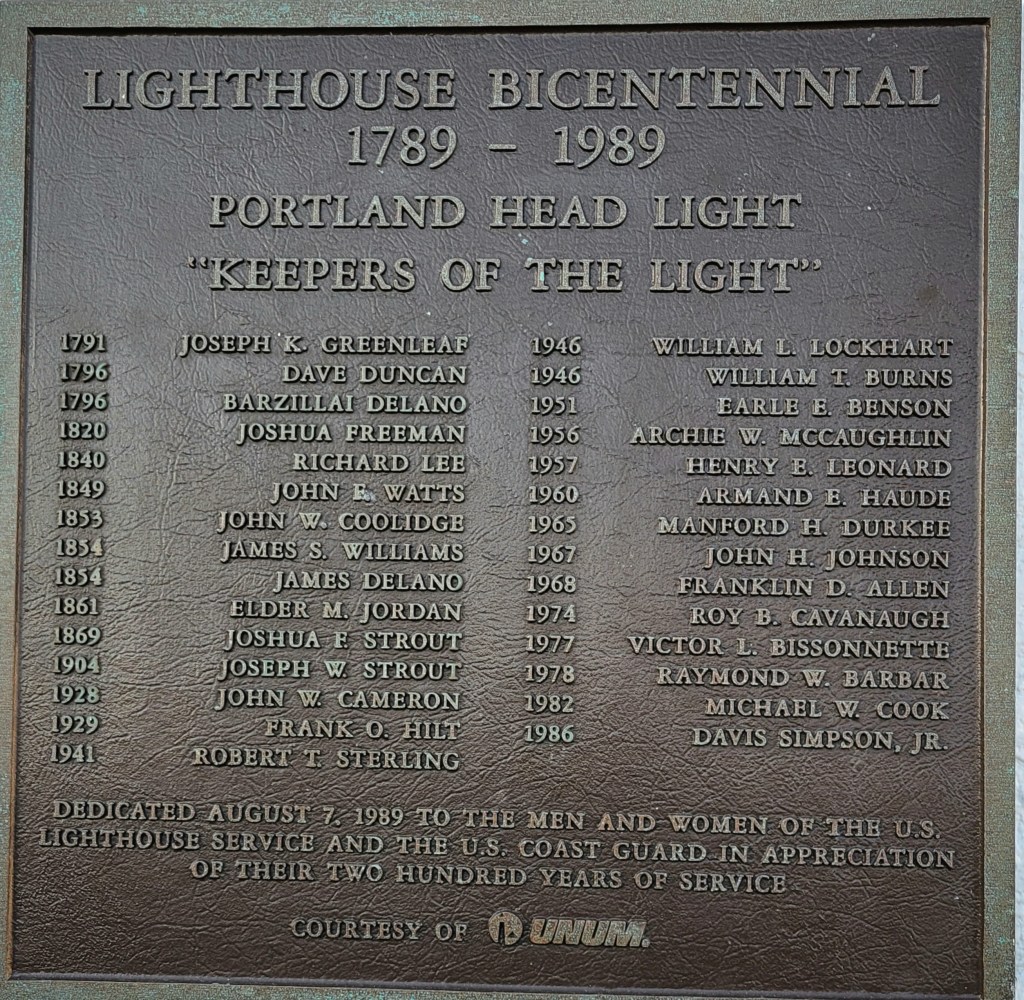 LIGHTHOUSE BICENTENNIAL
1789 – 1989
PORTLAND HEAD LIGHT
"KEEPERS OF THE LIGHT"
1791 JOSEPH K. GREENLEAF
1796 DAVE DUNCAN
1796 BARZILLAI DELANO
1820 JOSHUA FREEMAN
1840 RICHARD LEE
1849 JOHN F. WATTS
1853 JOHN W. COOLIDGE
1854 JAMES S. WILLIAMS
1854 JAMES DELANO
1861 ELDER M. JORDAN
1869 JOSHUA F. STROUT
1904 JOSEPH W. STROUT
1928 JOHN W. CAMERON
1929 FRANK O. HILT
1941 ROBERT T. STERLING
1946 WILLIAM L. LOCKHART
1946 WILLIAM T. BURNS
1951 EARLE E. BENSON
1956 ARCHIE W. MCCAUGHLIN
1957 HENRY E. LEONARD
1960 ARMAND E. HAUDE
1965 MANFORD H. DURKEE
1967 JOHN H. JOHNSON
1968 FRANKLIN D. ALLEN
1974 ROY B. CAVANAUGH
1977 VICTOR L. BISSONNETTE
1978 RAYMOND W. BARBAR
1982 MICHAEL W. COOK
1986 DAVIS SIMPSON, JR.
DEDICATED AUGUST 7, 1989 TO THE MEN AND WOMEN OF THE U.S.
LIGHTHOUSE SERVICE AND THE U.S. COAST GUARD IN APPRECIATION
OF THEIR TWO HUNDRED YEARS OF SERVICE
COURTESY OF UNUM.